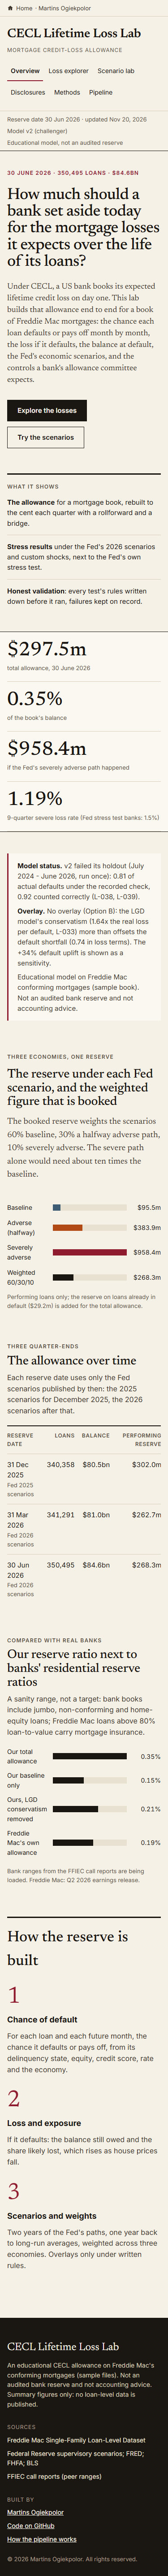 Home · Martins Ogiekpolor
CECL Lifetime Loss Lab
MORTGAGE CREDIT-LOSS ALLOWANCE
Overview Loss explorer Scenario lab
Disclosures Methods Pipeline
Reserve date 30 Jun 2026 · updated Nov 20, 2026
Model v2 (challenger)
Educational model, not an audited reserve
30 JUNE 2026 · 350,495 LOANS · $84.6BN
How much should a
bank set aside today
for the mortgage losses
it expects over the life
of its loans?
Under CECL, a US bank books its expected
lifetime credit loss on day one. This lab
builds that allowance end to end for a book
of Freddie Mac mortgages: the chance each
loan defaults or pays off month by month,
the loss if it defaults, the balance at default,
the Fed's economic scenarios, and the
controls a bank's allowance committee
expects.
Explore the losses
Try the scenarios
WHAT IT SHOWS
The allowance for a mortgage book, rebuilt to
the cent each quarter with a rollforward and a
bridge.
Stress results under the Fed's 2026 scenarios
and custom shocks, next to the Fed's own
stress test.
Honest validation: every test's rules written
down before it ran, failures kept on record.
$297.5m
total allowance, 30 June 2026
0.35%
of the book's balance
$958.4m
if the Fed's severely adverse path happened
1.19%
9-quarter severe loss rate (Fed stress test banks: 1.5%)
Model status. v2 failed its holdout (July
2024 - June 2026, run once): 0.81 of
actual defaults under the recorded check,
0.92 counted correctly (L-038, L-039).
Overlay. No overlay (Option B): the LGD
model's conservatism (1.64x the real loss
per default, L-033) more than offsets the
default shortfall (0.74 in loss terms). The
+34% default uplift is shown as a
sensitivity.
Educational model on Freddie Mac
conforming mortgages (sample book).
Not an audited bank reserve and not
accounting advice.
THREE ECONOMIES, ONE RESERVE
The reserve under each Fed
scenario, and the weighted
figure that is booked
The booked reserve weights the scenarios
60% baseline, 30% a halfway adverse path,
10% severely adverse. The severe path
alone would need about ten times the
baseline.
Baseline $95.5m
Adverse
(halfway) $383.9m
Severely
adverse $958.4m
Weighted
60/30/10 $268.3m
Performing loans only; the reserve on loans already in
default ($29.2m) is added for the total allowance.
THREE QUARTER-ENDS
The allowance over time
Each reserve date uses only the Fed
scenarios published by then: the 2025
scenarios for December 2025, the 2026
scenarios after that.
RESERVE DATE LOANS BALANCE PERFORMING RESERVE
31 Dec 2025 340,358 $80.5bn $302.0m
Fed 2025
scenarios
31 Mar 2026 341,291 $81.0bn $262.7m
Fed 2026
scenarios
30 Jun 2026 350,495 $84.6bn $268.3m
Fed 2026
scenarios
COMPARED WITH REAL BANKS
Our reserve ratio next to
banks' residential reserve
ratios
A sanity range, not a target: bank books
include jumbo, non-conforming and home-
equity loans; Freddie Mac loans above 80%
loan-to-value carry mortgage insurance.
Our total
allowance 0.35%
Our baseline
only 0.15%
Ours, LGD
conservatism
removed 0.21%
Freddie
Mac's own
allowance 0.19%
Bank ranges from the FFIEC call reports are being
loaded. Freddie Mac: Q2 2026 earnings release.
How the reserve is
built
1
Chance of default
For each loan and each future month, the
chance it defaults or pays off, from its
delinquency state, equity, credit score, rate
and the economy.
2
Loss and exposure
If it defaults: the balance still owed and the
share likely lost, which rises as house prices
fall.
3
Scenarios and weights
Two years of the Fed's paths, one year back
to long-run averages, weighted across three
economies. Overlays only under written
rules.
CECL Lifetime Loss Lab
An educational CECL allowance on Freddie Mac's
conforming mortgages (sample files). Not an
audited bank reserve and not accounting advice.
Summary figures only: no loan-level data is
published.
SOURCES
Freddie Mac Single-Family Loan-Level Dataset
Federal Reserve supervisory scenarios; FRED;
FHFA; BLS
FFIEC call reports (peer ranges)
BUILT BY
Martins Ogiekpolor
Code on GitHub
How the pipeline works
© 2026 Martins Ogiekpolor. All rights reserved.